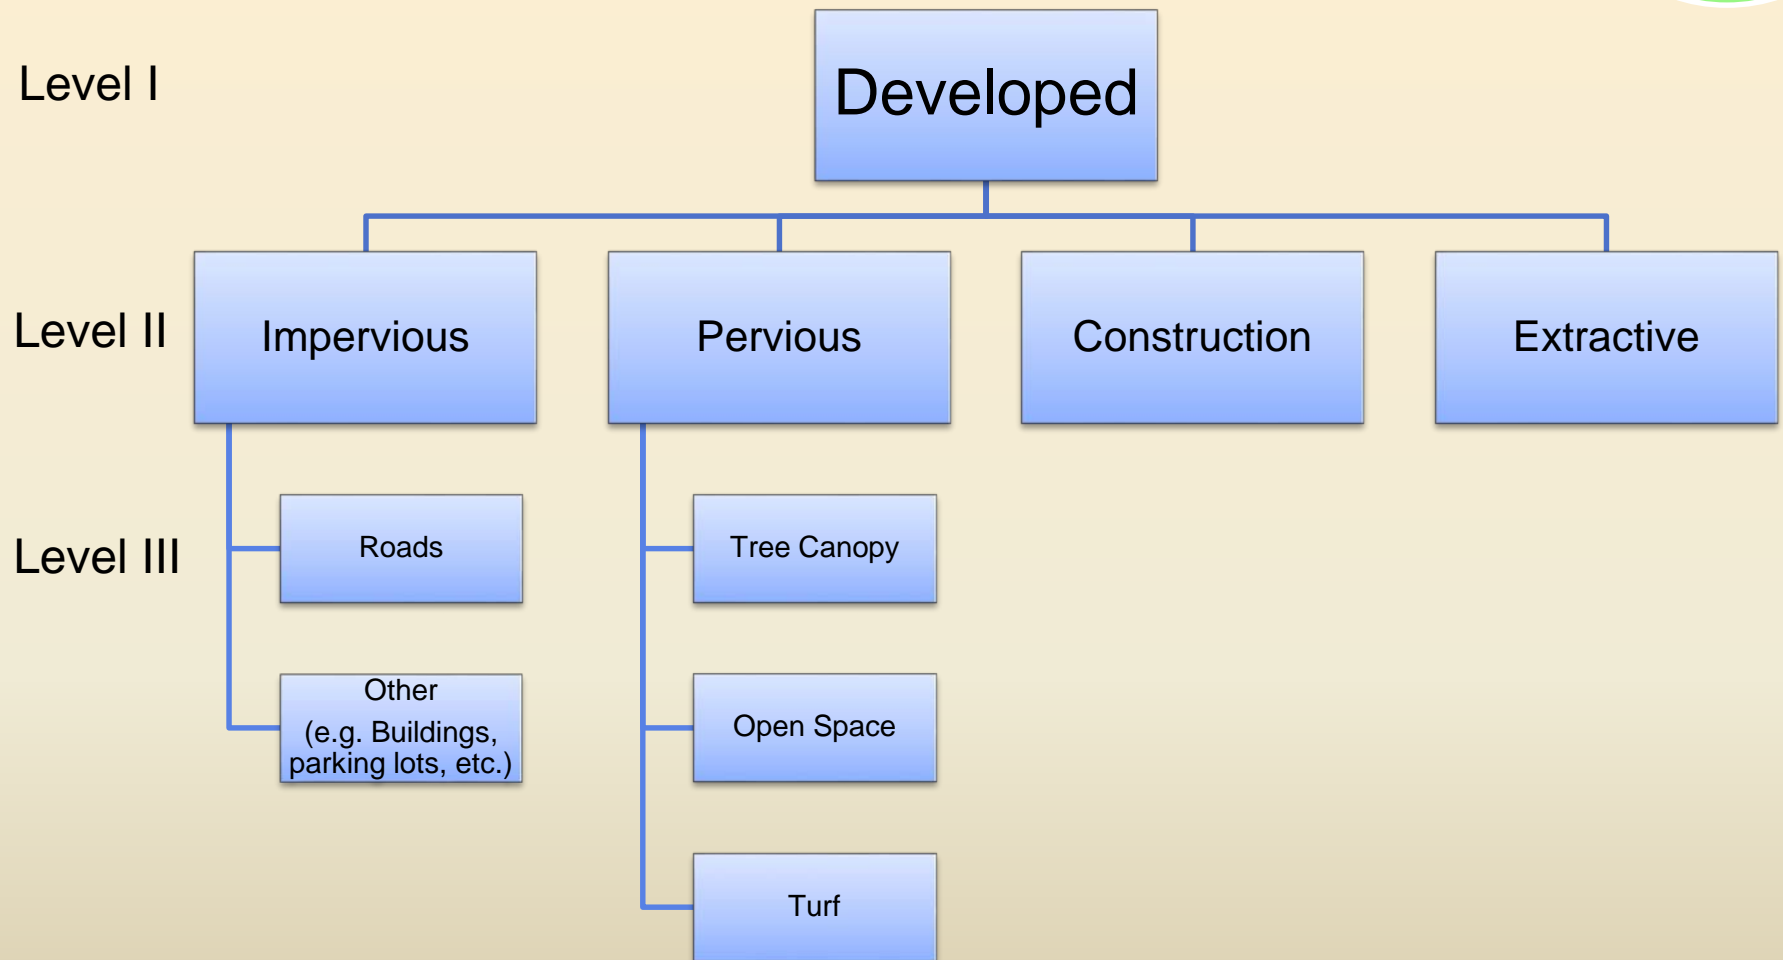 Level I
Developed
Level II
Impervious
Pervious
Construction
Extractive
Level III
Roads
Tree Canopy
Other
(e.g. Buildings,
parking lots, etc.)
Open Space
Turf